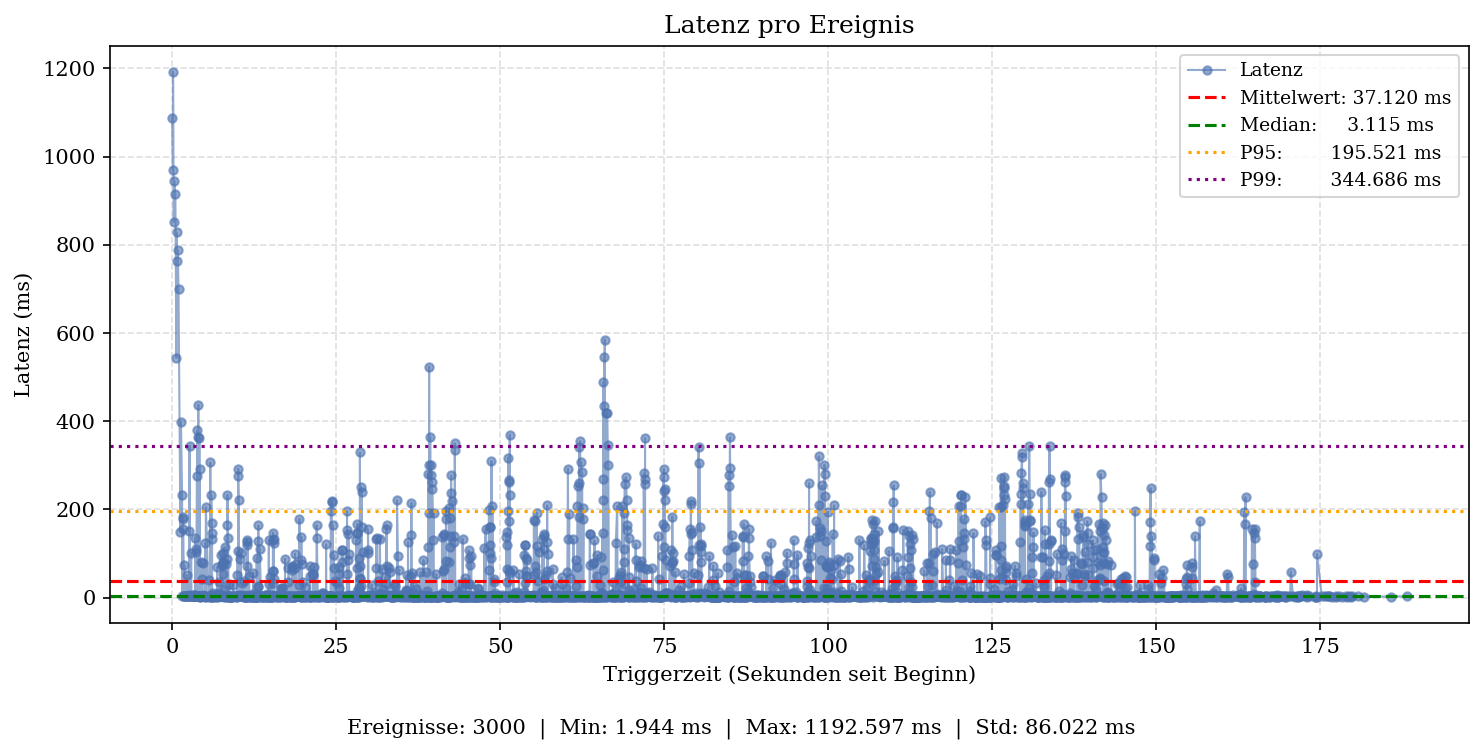 Latenz pro Ereignis
Latenz (ms)
1200
1000
800
600
400
200
0
Latenz
Mittelwert: 37.120 ms
Median: 3.115 ms
P95: 195.521 ms
P99: 344.686 ms
0 25 50 75 100 125 150 175
Triggerzeit (Sekunden seit Beginn)
Ereignisse: 3000 | Min: 1.944 ms | Max: 1192.597 ms | Std: 86.022 ms